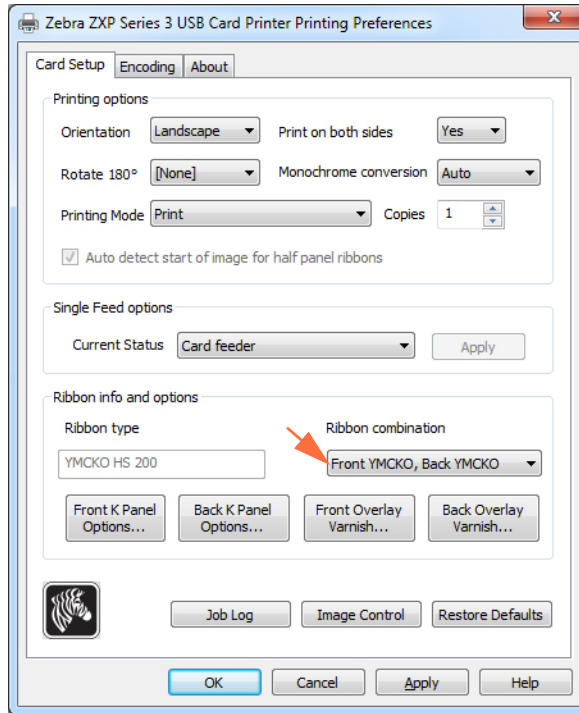 Zebra ZXP Series 3 USB Card Printer Printing Preferences
Card Setup Encoding About
Printing options
Orientation Landscape Print on both sides Yes
Rotate 180° [None] Monochrome conversion Auto
Printing Mode Print Copies 1
Auto detect start of image for half panel ribbons
Single Feed options
Current Status Card feeder Apply
Ribbon info and options
Ribbon type Ribbon combination
YMCKO HS 200 Front YMCKO, Back YMCKO
Front K Panel Back K Panel Front Overlay Back Overlay
Options... Options... Varnish... Varnish...
Job Log Image Control Restore Defaults
OK Cancel Apply Help